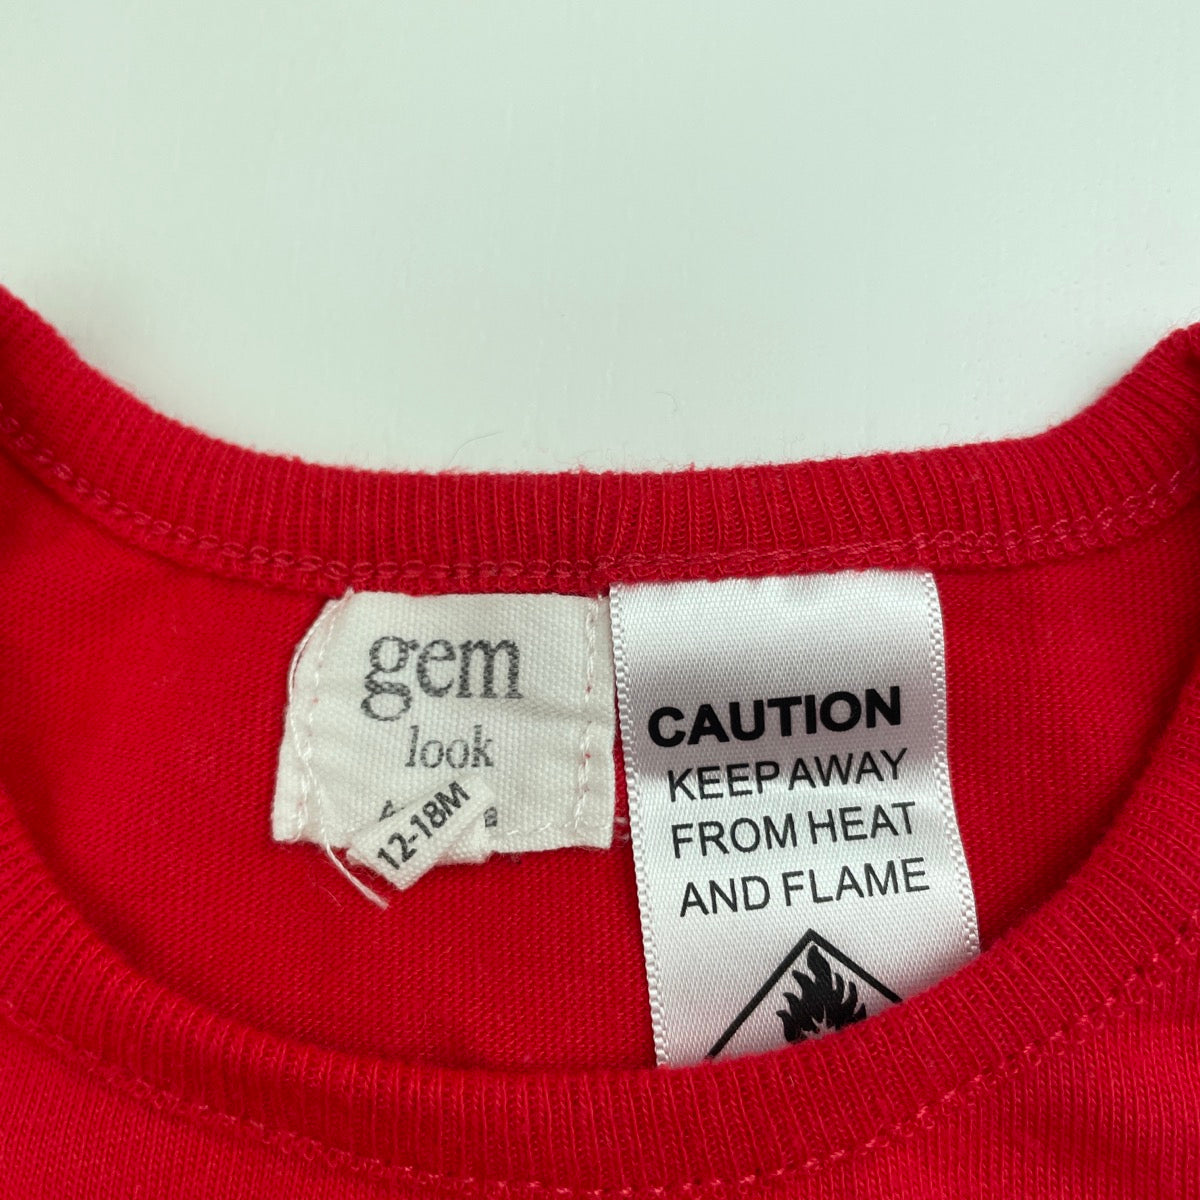 gem
look
12-18M
CAUTION
KEEP AWAY
FROM HEAT
AND FLAME